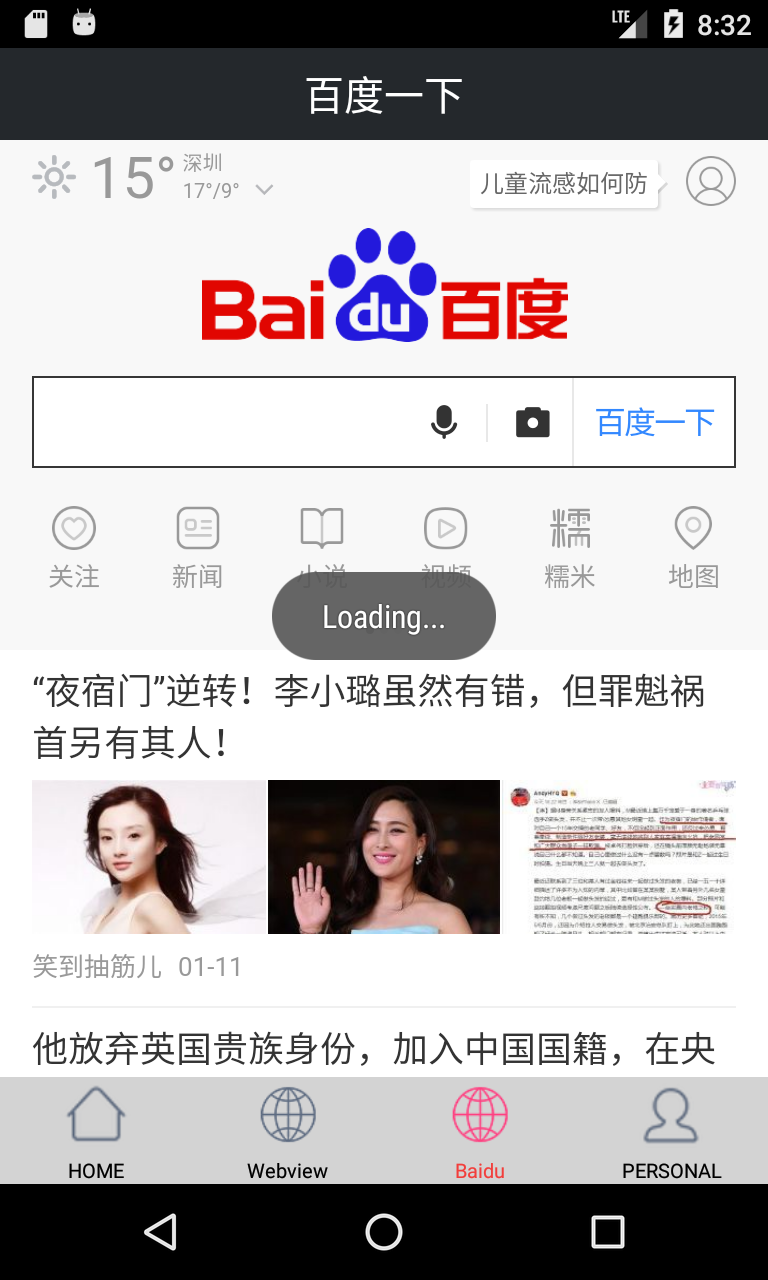 LTE 8:32
百度一下
15° 深圳
17°/9°
儿童流感如何防
Bai du 百度
百度一下
关注 新闻 小说 视频 糯米 地图
Loading...
“夜宿门”逆转！李小璐虽然有错，但罪魁祸
首另有其人！
笑到抽筋儿 01-11
他放弃英国贵族身份，加入中国国籍，在央
HOME Webview Baidu PERSONAL